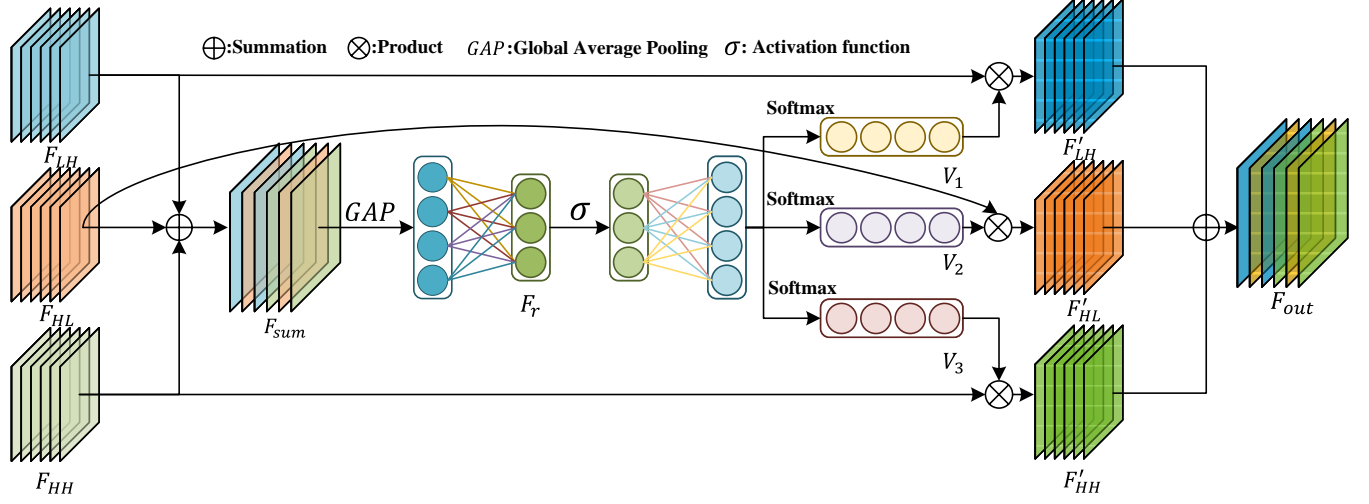 ⊕:Summation ⊗:Product GAP:Global Average Pooling σ: Activation function
Softmax
F_LH
V_1
F'_LH
GAP
σ
Softmax
V_2
F_HL
F_sum
F_r
Softmax
F'_HL
F_out
V_3
F_HH
F'_HH